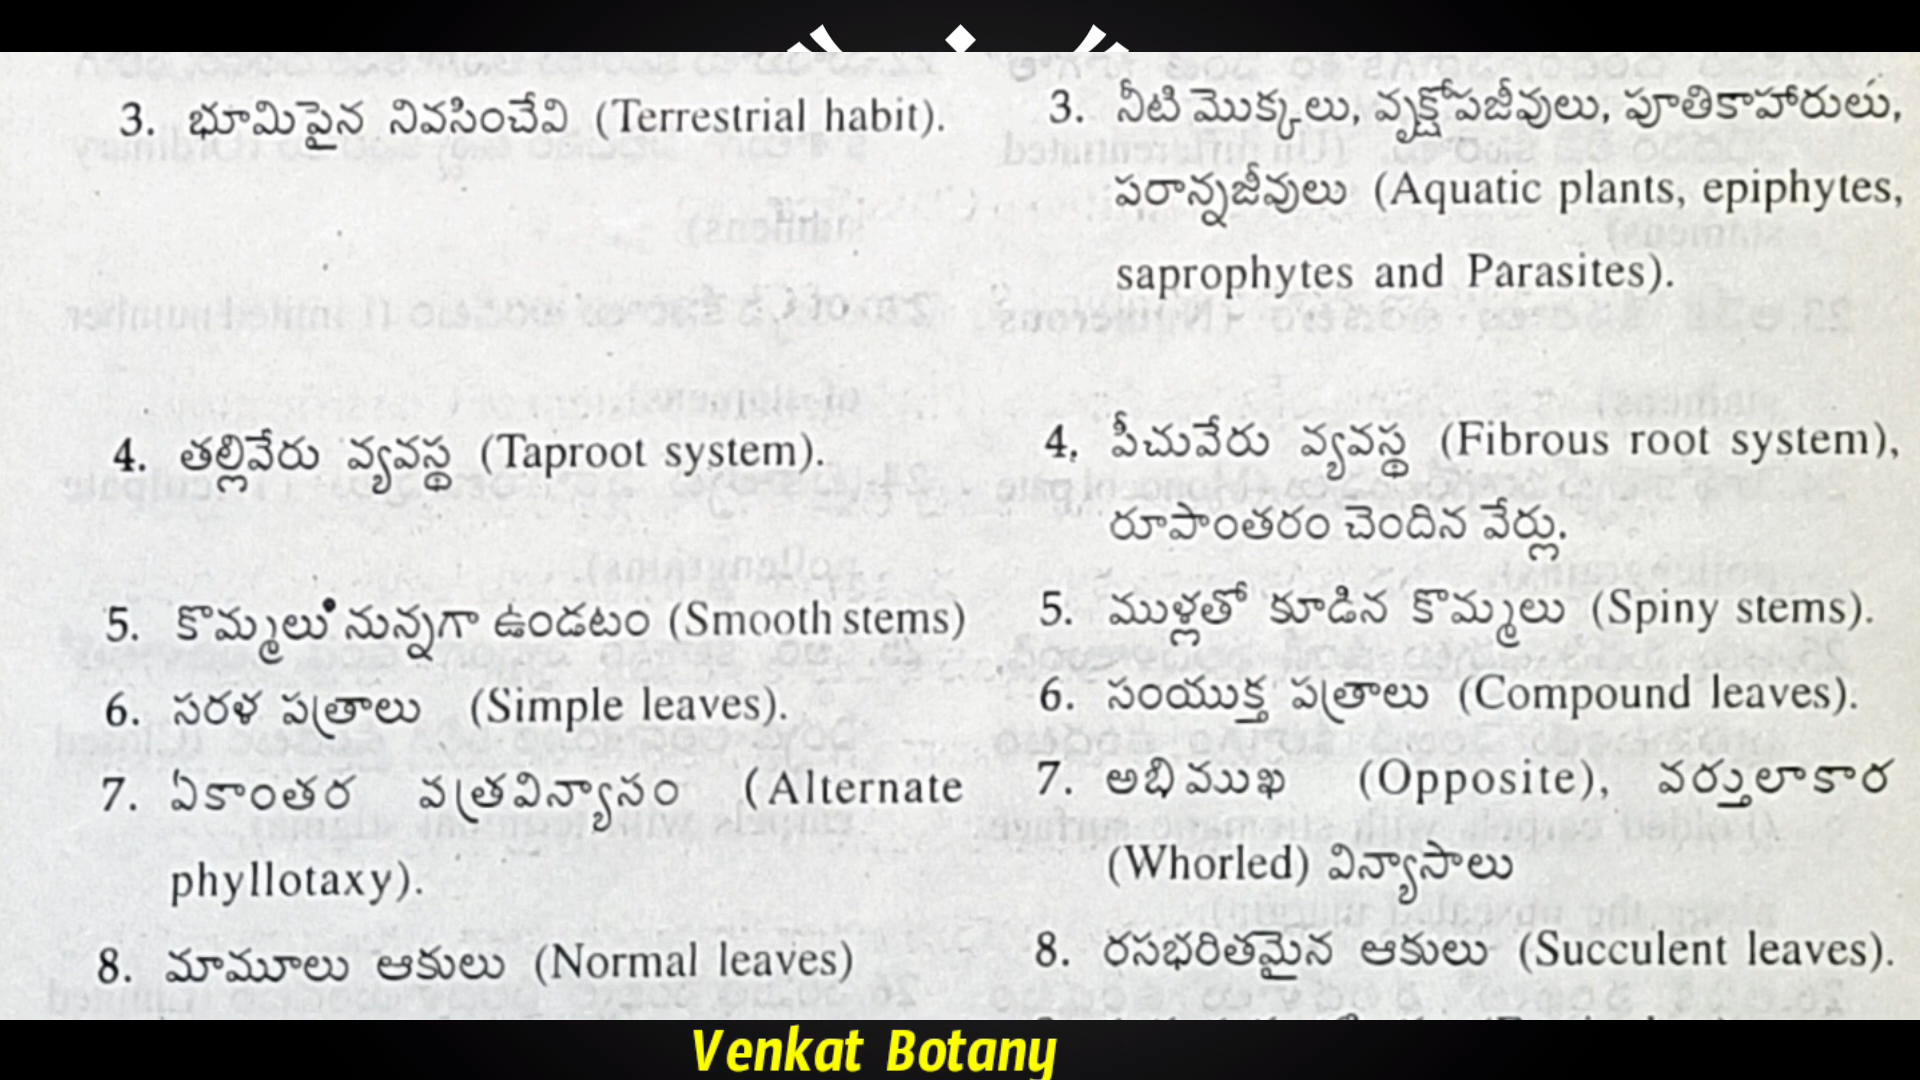 3. భూమిపైన నివసించేవి (Terrestrial habit).
4. తల్లివేరు వ్యవస్థ (Taproot system).
5. కొమ్మలు నున్నగా ఉండటం (Smooth stems)
6. సరళ పత్రాలు (Simple leaves).
7. ఏకాంతర పత్రవిన్యాసం (Alternate
phyllotaxy).
8. మామూలు ఆకులు (Normal leaves)
3. నీటి మొక్కలు, వృక్షోపజీవులు, పూతికాహారులు,
పరాన్నజీవులు (Aquatic plants, epiphytes,
saprophytes and Parasites).
4. పీచువేరు వ్యవస్థ (Fibrous root system),
రూపాంతరం చెందిన వేర్లు.
5. ముళ్లతో కూడిన కొమ్మలు (Spiny stems).
6. సంయుక్త పత్రాలు (Compound leaves).
7. అభిముఖ (Opposite), వర్తులాకార
(Whorled) విన్యాసాలు
8. రసభరితమైన ఆకులు (Succulent leaves).
Venkat Botany